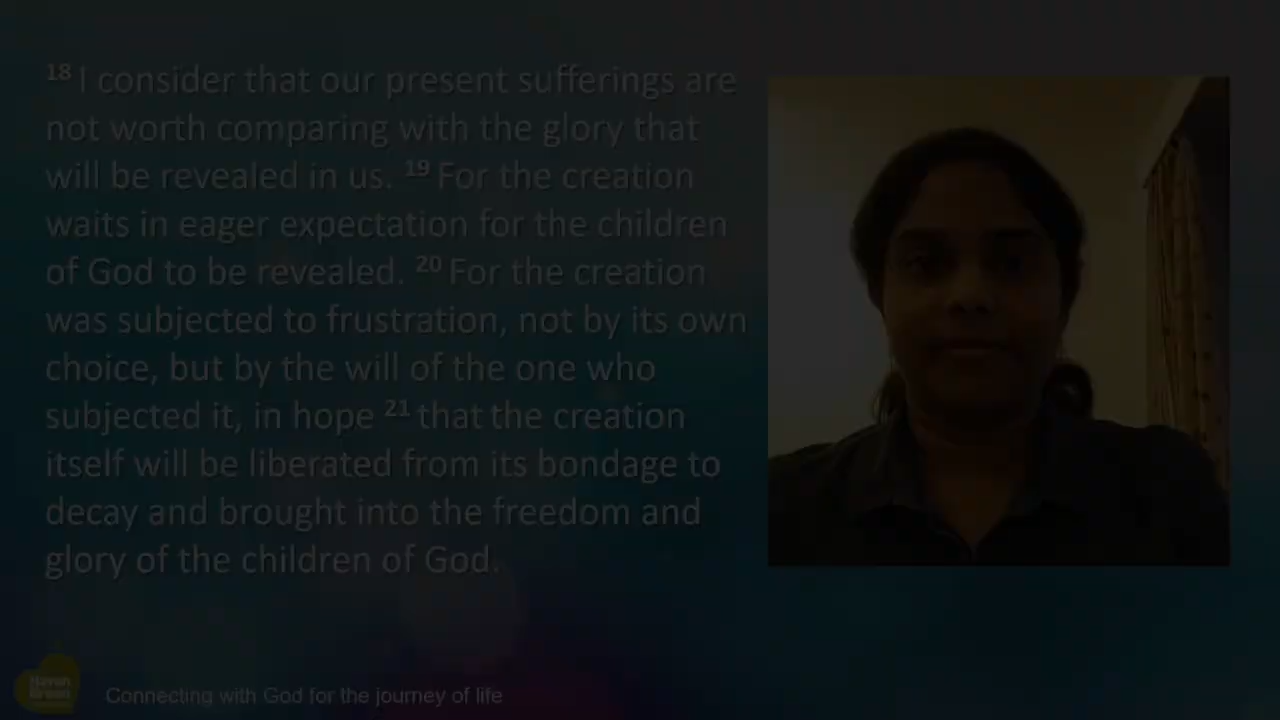 18 I consider that our present sufferings are
not worth comparing with the glory that
will be revealed in us. 19 For the creation
waits in eager expectation for the children
of God to be revealed. 20 For the creation
was subjected to frustration, not by its own
choice, but by the will of the one who
subjected it, in hope 21 that the creation
itself will be liberated from its bondage to
decay and brought into the freedom and
glory of the children of God.
Haven
Green
Connecting with God for the journey of life